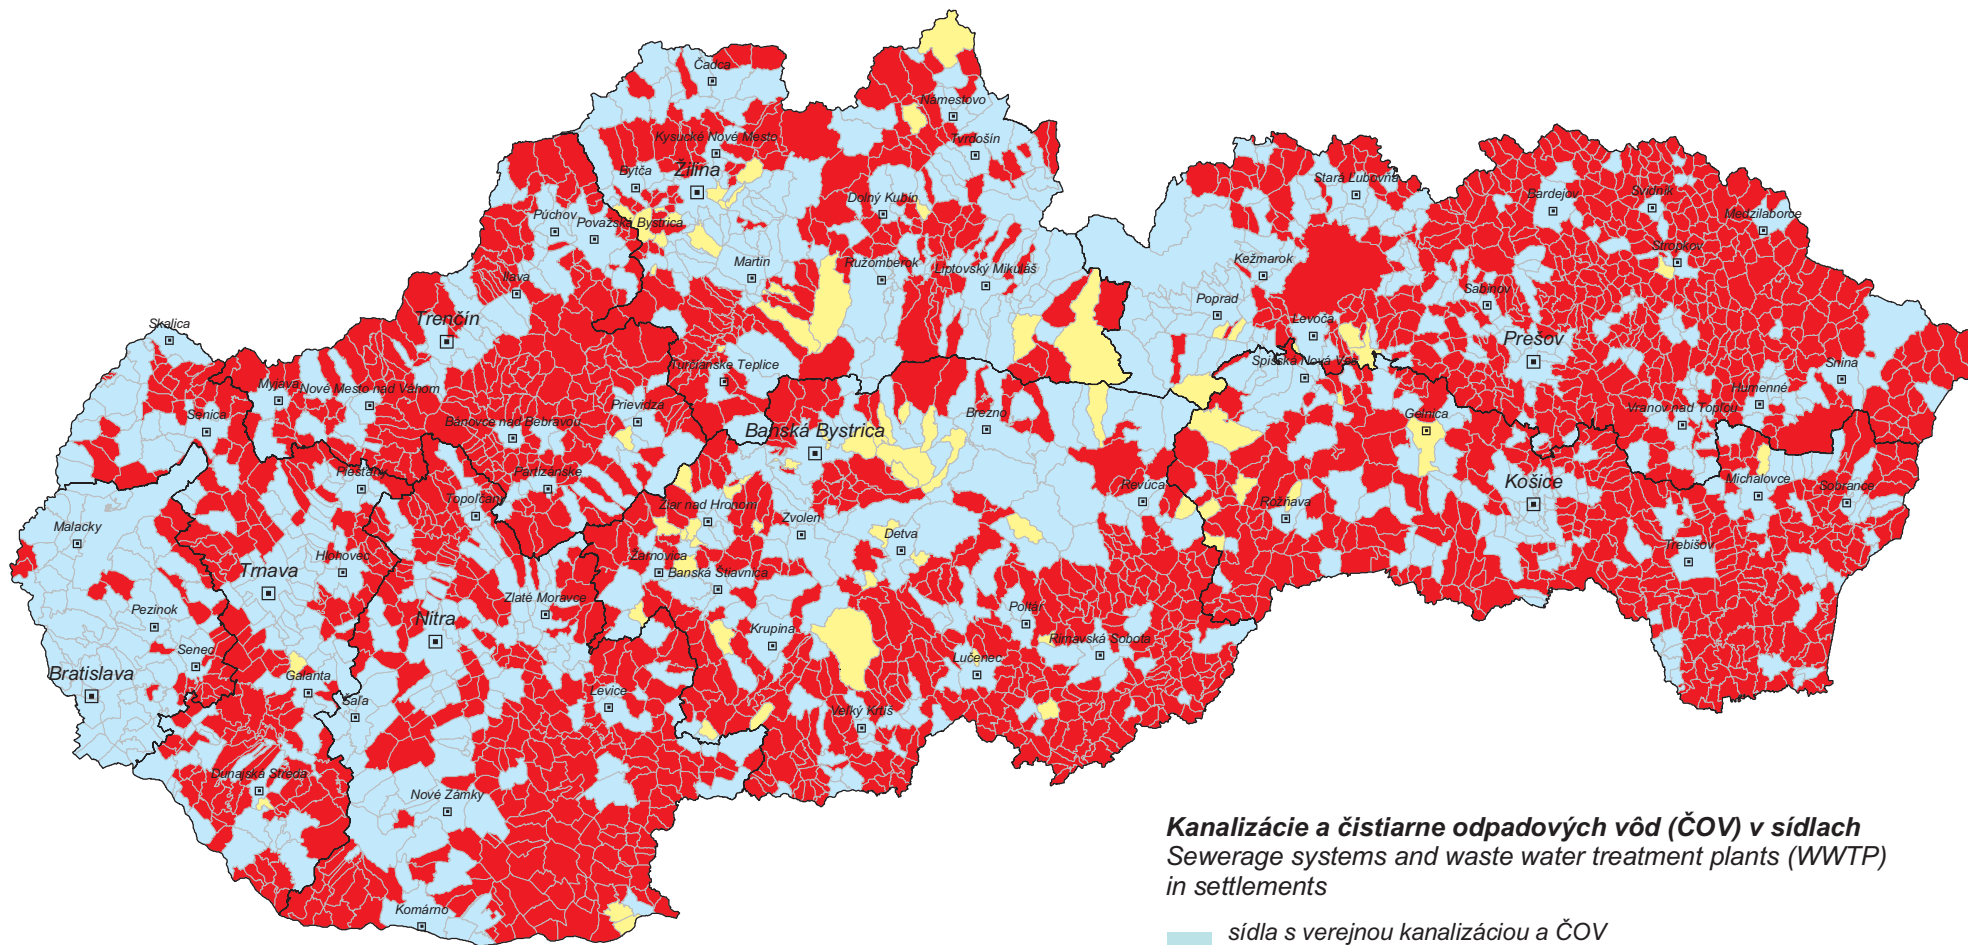 Čadca
Námestovo
Kysucké Nové Mesto
Tvrdošín
Bytča
Žilina
Stará Ľubovňa
Bardejov
Svidník
Dolný Kubín
Medzilaborce
Púchov
Považská Bystrica
Stropkov
Martin
Ružomberok
Liptovský Mikuláš
Kežmarok
Ilava
Sabinov
Poprad
Trenčín
Levoča
Prešov
Skalica
Turčianske Teplice
Spišská Nová Ves
Snina
Myjava
Nové Mesto nad Váhom
Humenné
Senica
Prievidza
Brezno
Gelnica
Vranov nad Topľou
Bánovce nad Bebravou
Banská Bystrica
Piešťany
Partizánske
Topoľčany
Revúca
Košice
Michalovce
Sobrance
Žiar nad Hronom
Rožňava
Malacky
Zvolen
Detva
Hlohovec
Žarnovica
Trebišov
Trnava
Banská Štiavnica
Pezinok
Zlaté Moravce
Poltár
Nitra
Krupina
Rimavská Sobota
Senec
Lučenec
Bratislava
Galanta
Levice
Šaľa
Veľký Krtíš
Dunajská Streda
Nové Zámky
Komárno
Kanalizácie a čistiarne odpadových vôd (ČOV) v sídlach
Sewerage systems and waste water treatment plants (WWTP)
in settlements
sídla s verejnou kanalizáciou a ČOV